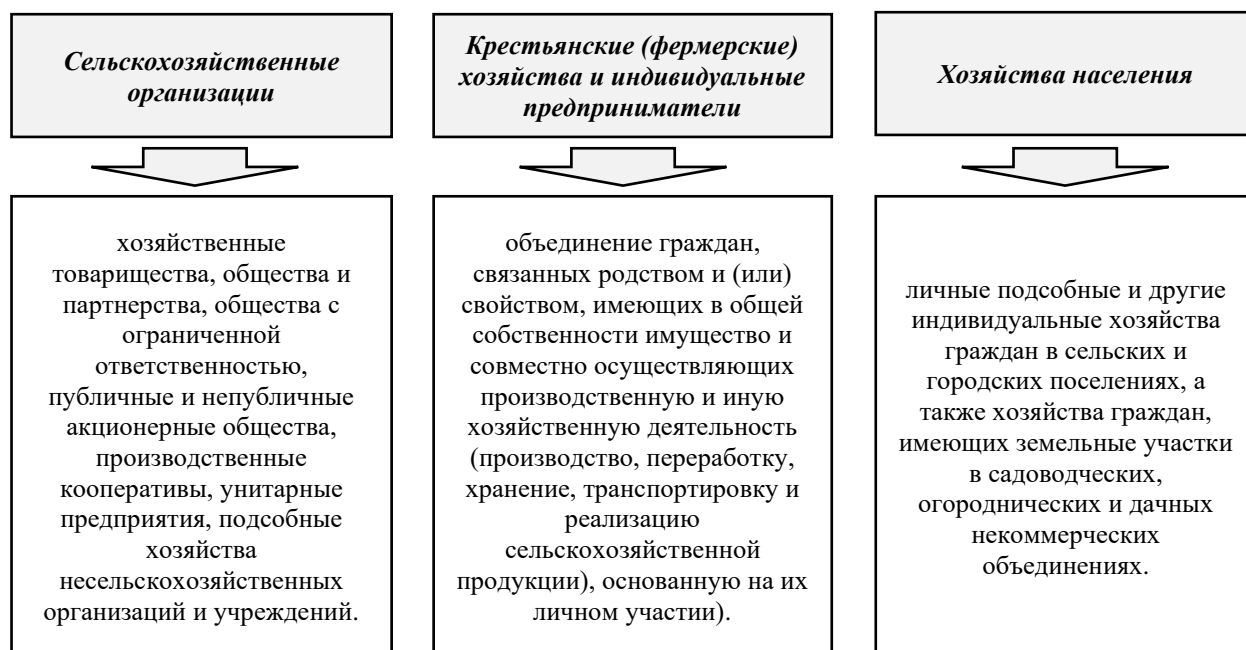 Сельскохозяйственные
организации
Крестьянские (фермерские)
хозяйства и индивидуальные
предприниматели
Хозяйства населения
хозяйственные
товарищества, общества и
партнерства, общества с
ограниченной
ответственностью,
публичные и непубличные
акционерные общества,
производственные
кооперативы, унитарные
предприятия, подсобные
хозяйства
несельскохозяйственных
организаций и учреждений.
объединение граждан,
связанных родством и (или)
свойством, имеющих в общей
собственности имущество и
совместно осуществляющих
производственную и иную
хозяйственную деятельность
(производство, переработку,
хранение, транспортировку и
реализацию
сельскохозяйственной
продукции), основанную на их
личном участии).
личные подсобные и другие
индивидуальные хозяйства
граждан в сельских и
городских поселениях, а
также хозяйства граждан,
имеющих земельные участки
в садоводческих,
огороднических и дачных
некоммерческих
объединениях.